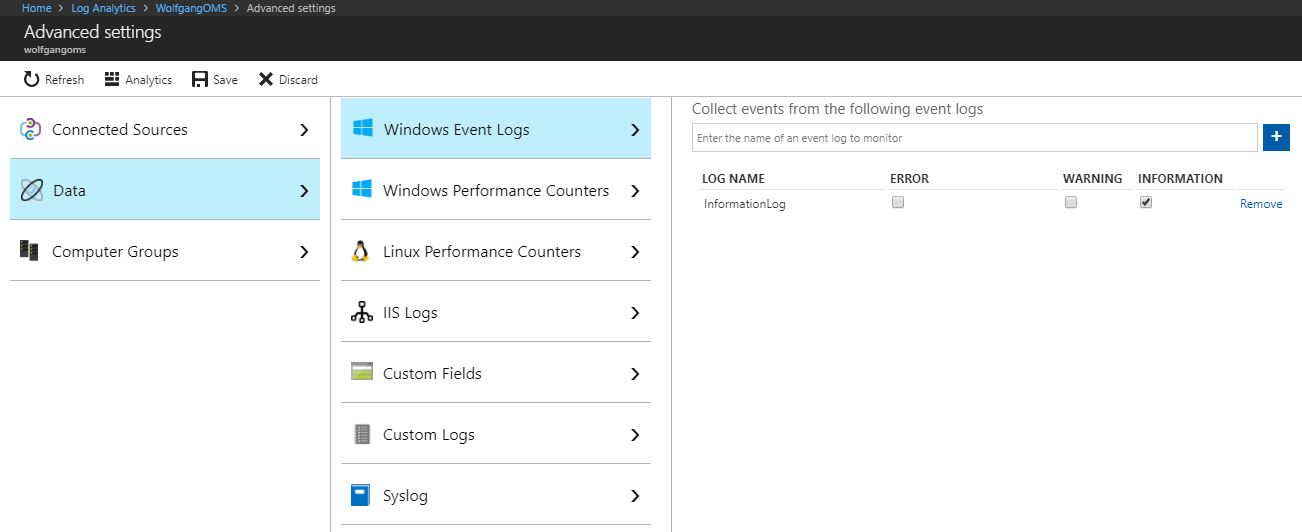 Home > Log Analytics > WolfgangOMS > Advanced settings
Advanced settings
wolfgangoms
Refresh Analytics Save Discard
Connected Sources
Data
Computer Groups
Windows Event Logs
Windows Performance Counters
Linux Performance Counters
IIS Logs
Custom Fields
Custom Logs
Syslog
Collect events from the following event logs
Enter the name of an event log to monitor +
LOG NAME ERROR WARNING INFORMATION
InformationLog Remove